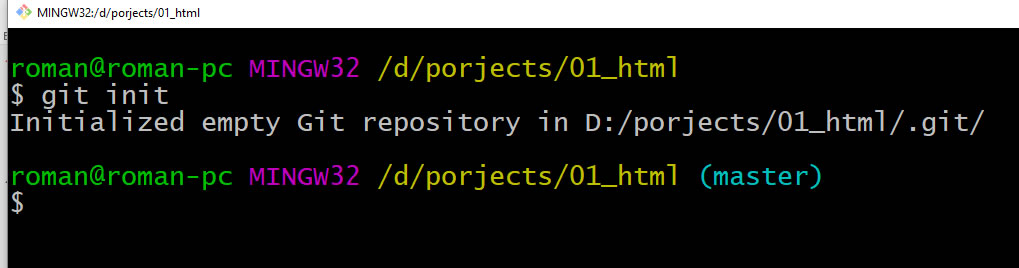 MINGW32:/d/porjects/01_html
roman@roman-pc MINGW32 /d/porjects/01_html
$ git init
Initialized empty Git repository in D:/porjects/01_html/.git/
roman@roman-pc MINGW32 /d/porjects/01_html (master)
$